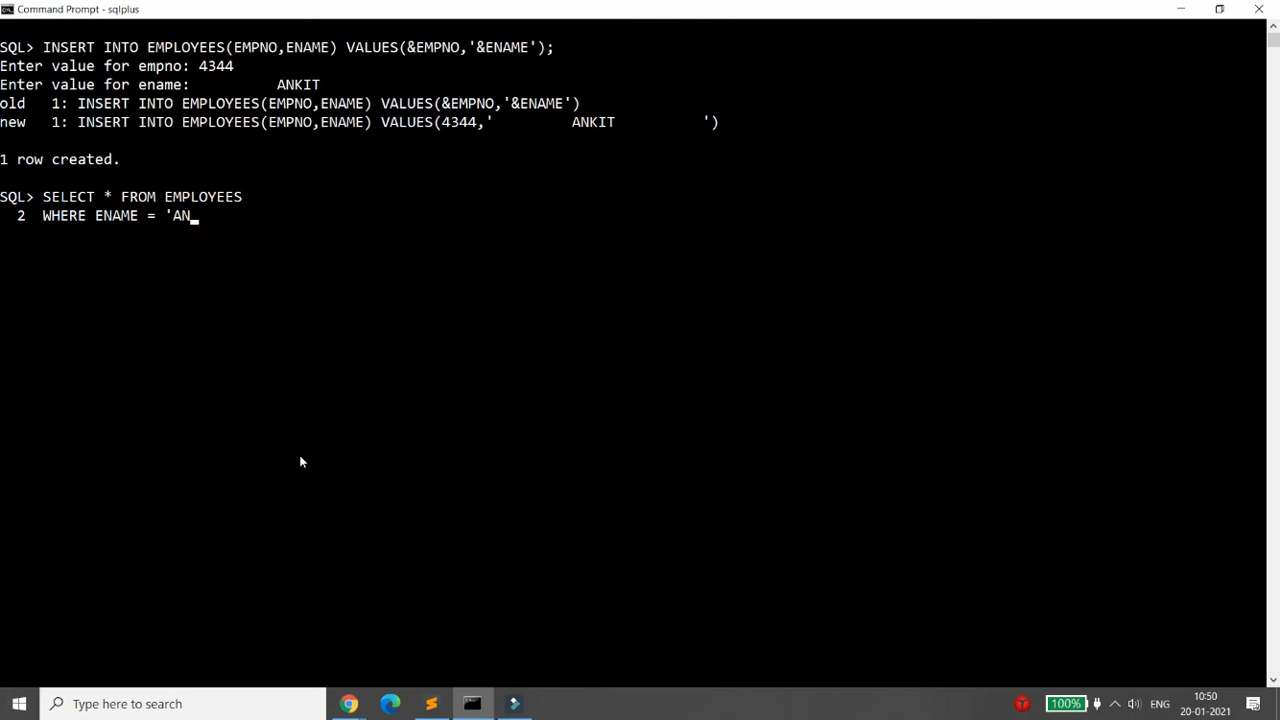 Command Prompt - sqlplus
SQL> INSERT INTO EMPLOYEES(EMPNO,ENAME) VALUES(&EMPNO,'&ENAME');
Enter value for empno: 4344
Enter value for ename:          ANKIT
old   1: INSERT INTO EMPLOYEES(EMPNO,ENAME) VALUES(&EMPNO,'&ENAME')
new   1: INSERT INTO EMPLOYEES(EMPNO,ENAME) VALUES(4344,'         ANKIT          ')
1 row created.
SQL> SELECT * FROM EMPLOYEES
  2  WHERE ENAME = 'AN_
Type here to search
100%
ENG
10:50
20-01-2021